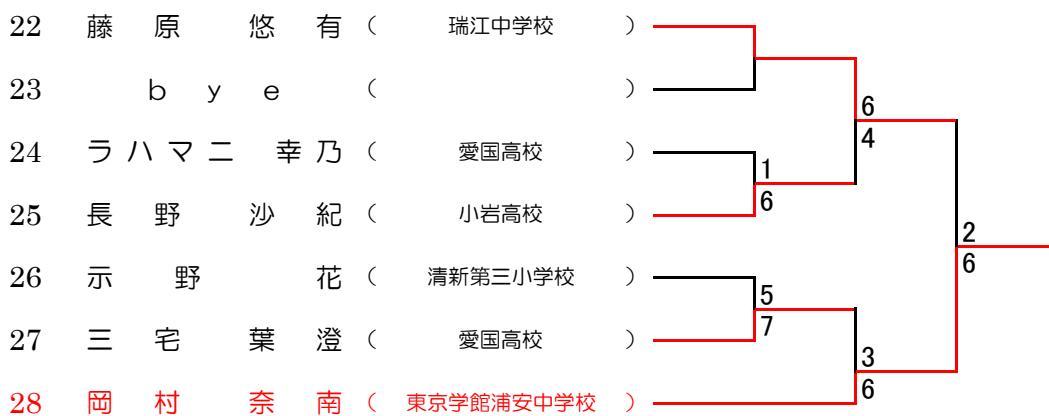 22 藤 原 悠 有 ( 瑞江中学校 )
23 b y e ( )
6
24 ラハマニ 幸乃 ( 愛国高校 ) 4
1
25 長 野 沙 紀 ( 小岩高校 ) 6
2
26 示 野 花 ( 清新第三小学校 ) 6
5
27 三 宅 葉 澄 ( 愛国高校 ) 7
3
28 岡 村 奈 南 ( 東京学館浦安中学校 ) 6